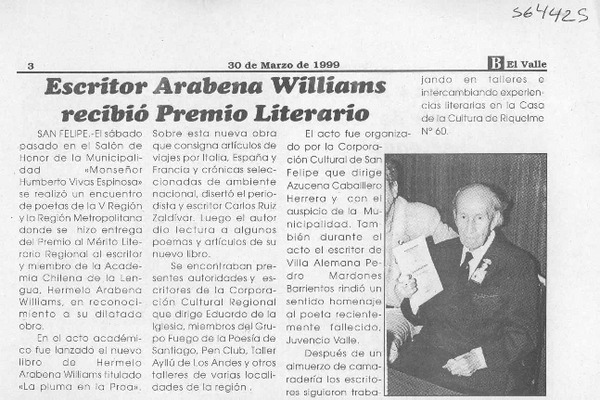 564425
3
30 de Marzo de 1999
B El Valle
Escritor Arabena Williams
recibió Premio Literario
SAN FELIPE.-El sábado
pasado en el Salón de
Honor de la Municipali-
dad «Monseñor
Humberto Vivas Espinosa»
se realizó un encuentro
de poetas de la V Región
y la Región Metropolitana
donde se hizo entrega
del Premio al Mérito Lite-
rario Regional al escritor
y miembro de la Acade-
mia Chilena de la Len-
gua, Hermelo Arabena
Williams, en reconoci-
miento a su dilatada
obra.
En el acto académi-
co fue lanzado el nuevo
libro de Hermelo
Arabena Williams titulado
«La pluma en la Proa».
Sobre esta nueva obra
que consigna artículos de
viajes por Italia, España y
Francia y crónicas selec-
cionadas de ambiente
nacional, disertó el perio-
dista y escritor Carlos Ruiz
Zaldívar. Luego el autor
dio lectura a algunos
poemas y artículos de su
nuevo libro.
Se encontraban pre-
sentes autoridades y es-
critores de la Corpora-
ción Cultural Regional
que dirige Eduardo de la
Iglesia, miembros del Gru-
po Fuego de la Poesía de
Santiago, Pen Club, Taller
Ayllú de Los Andes y otros
talleres de varias locali-
dades de la región .
El acto fue organiza-
do por la Corpora-
ción Cultural de San
Felipe que dirige
Azucena Caballero
Herrera y con el
auspicio de la Mu-
nicipalidad. Tam-
bién durante el
acto el escritor de
Villa Alemana Pe-
dro Mardones
Barrientos rindió un
sentido homenaje
al poeta reciente-
mente fallecido,
Juvencio Valle.
Después de un
almuerzo de cama-
radería los escrito-
res siguieron traba-
jando en talleres e
intercambiando experien-
cias literarias en la Casa
de la Cultura de Riquelme
N° 60.